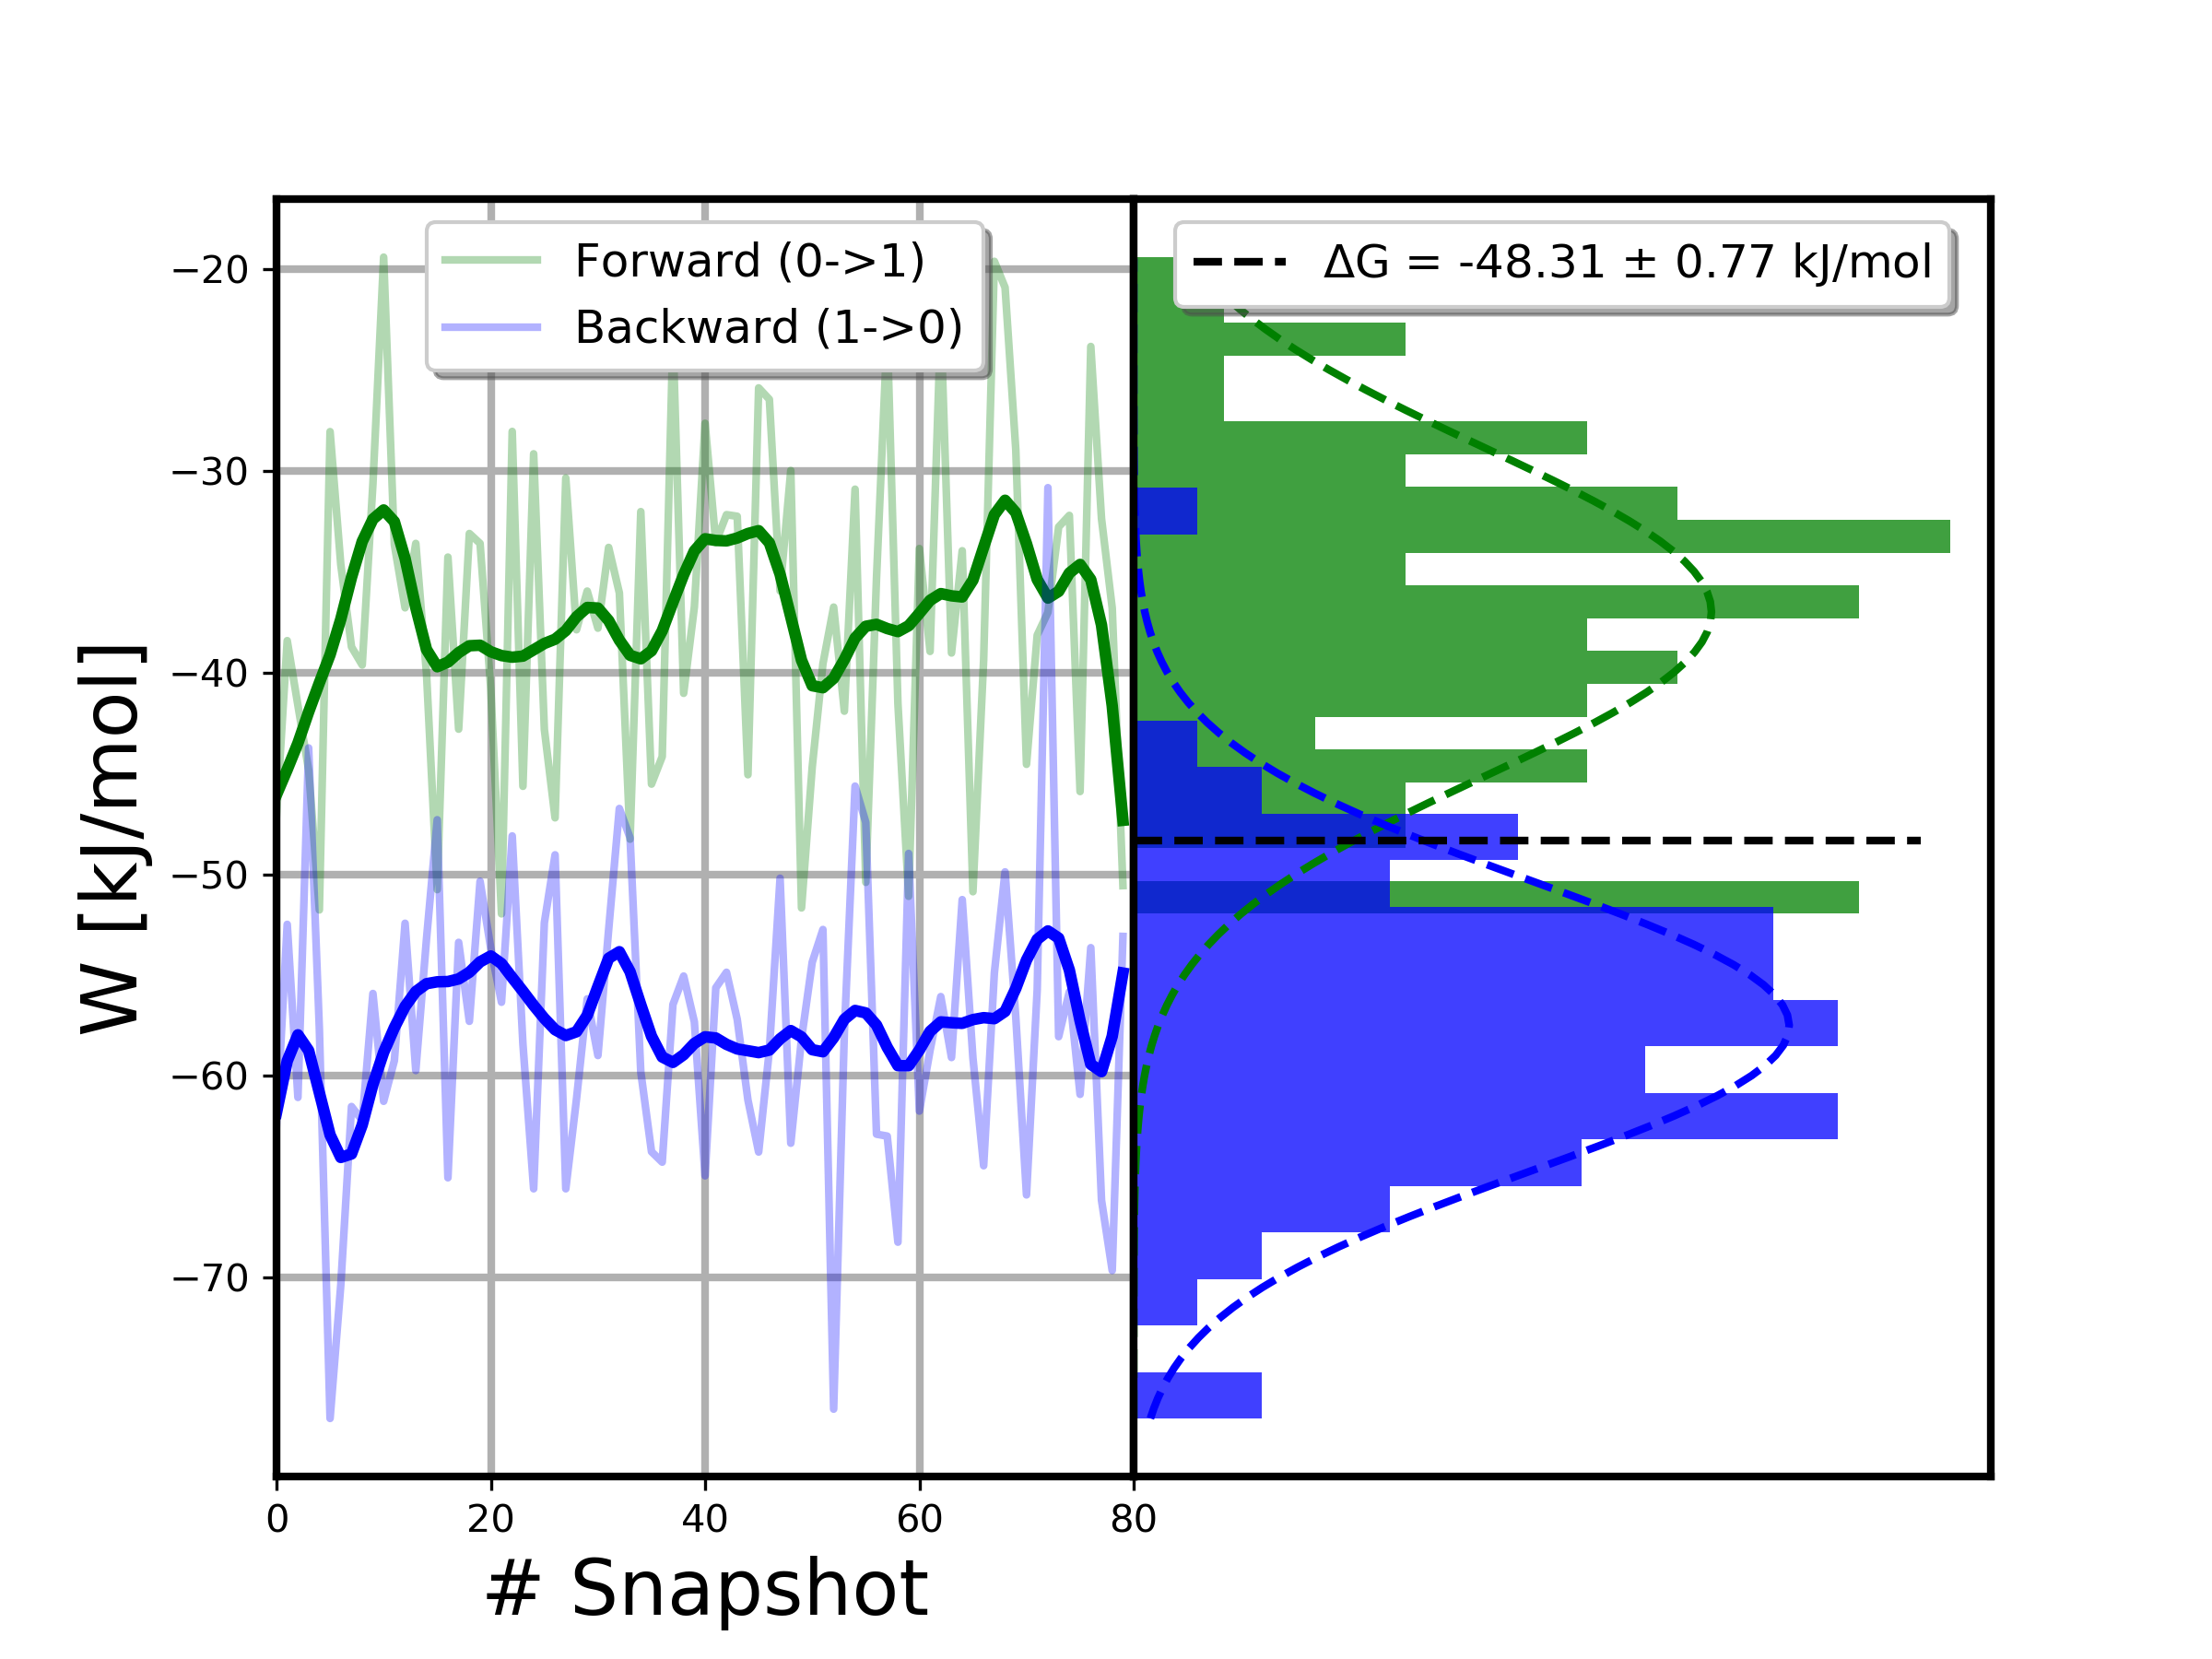 Forward (0->1)
Backward (1->0)
ΔG = -48.31 ± 0.77 kJ/mol
W [kJ/mol]
−20
−30
−40
−50
−60
−70
0 20 40 60 80
# Snapshot